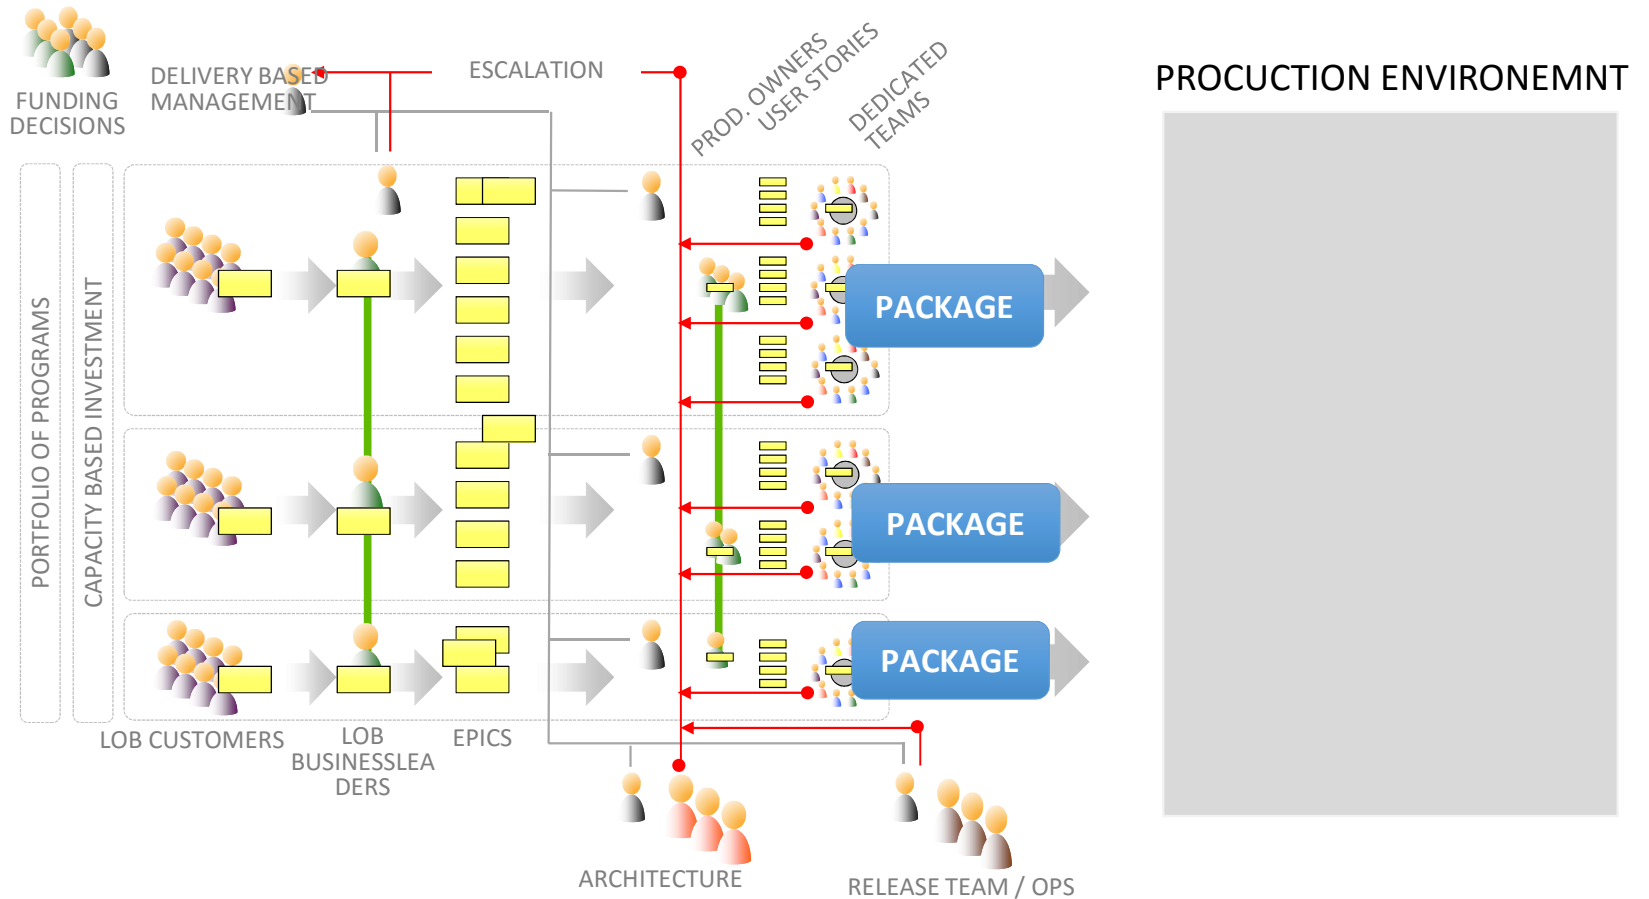 FUNDING
DECISIONS
DELIVERY BASED
MANAGEMENT
ESCALATION
PROD. OWNERS
USER STORIES
DEDICATED
TEAMS
PROCUCTION ENVIRONEMNT
PORTFOLIO OF PROGRAMS
CAPACITY BASED INVESTMENT
PACKAGE
PACKAGE
PACKAGE
LOB CUSTOMERS
LOB
BUSINESSLEA
DERS
EPICS
ARCHITECTURE
RELEASE TEAM / OPS